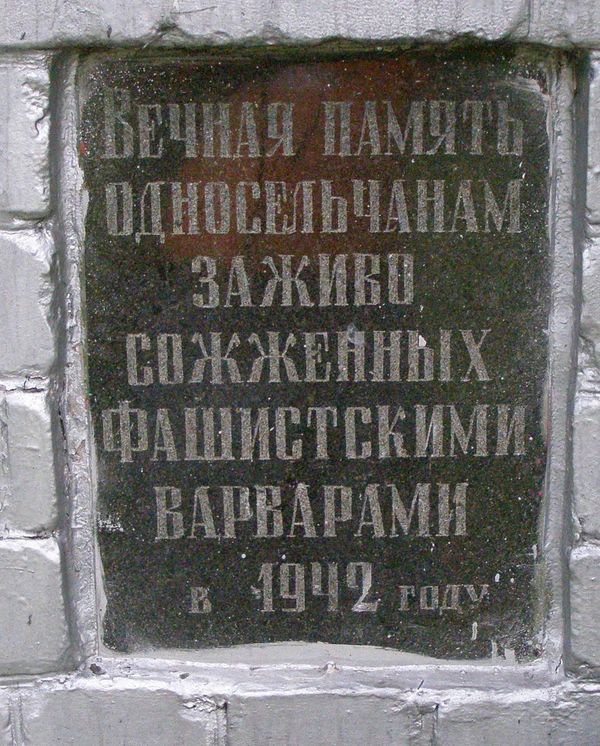 Вечная память
односельчанам
заживо
сожженных
фашистскими
варварами
в 1942 году